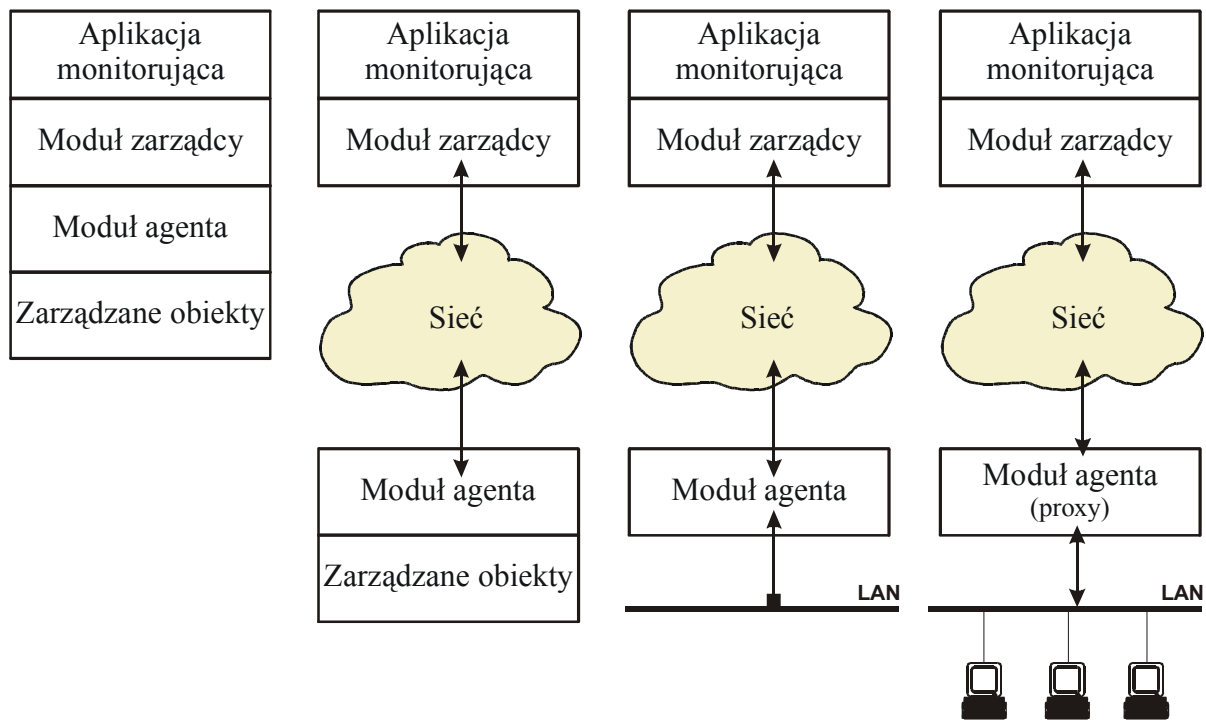 Aplikacja
monitorująca
Moduł zarządcy
Moduł agenta
Zarządzane obiekty
Aplikacja
monitorująca
Moduł zarządcy
Sieć
Moduł agenta
Zarządzane obiekty
Aplikacja
monitorująca
Moduł zarządcy
Sieć
Moduł agenta
LAN
Aplikacja
monitorująca
Moduł zarządcy
Sieć
Moduł agenta
(proxy)
LAN